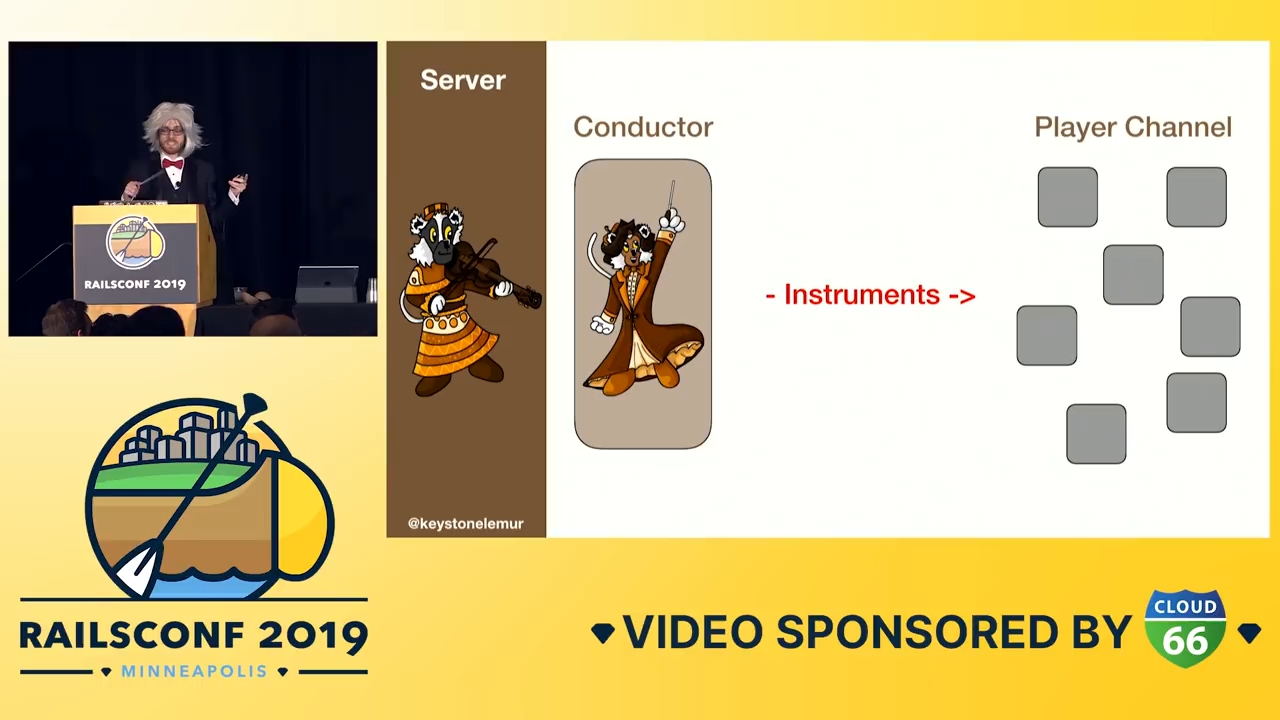 RAILSCONF 2019
Server
@keystonelemur
Conductor
- Instruments ->
Player Channel
RAILSCONF 2019
MINNEAPOLIS
VIDEO SPONSORED BY
CLOUD
66